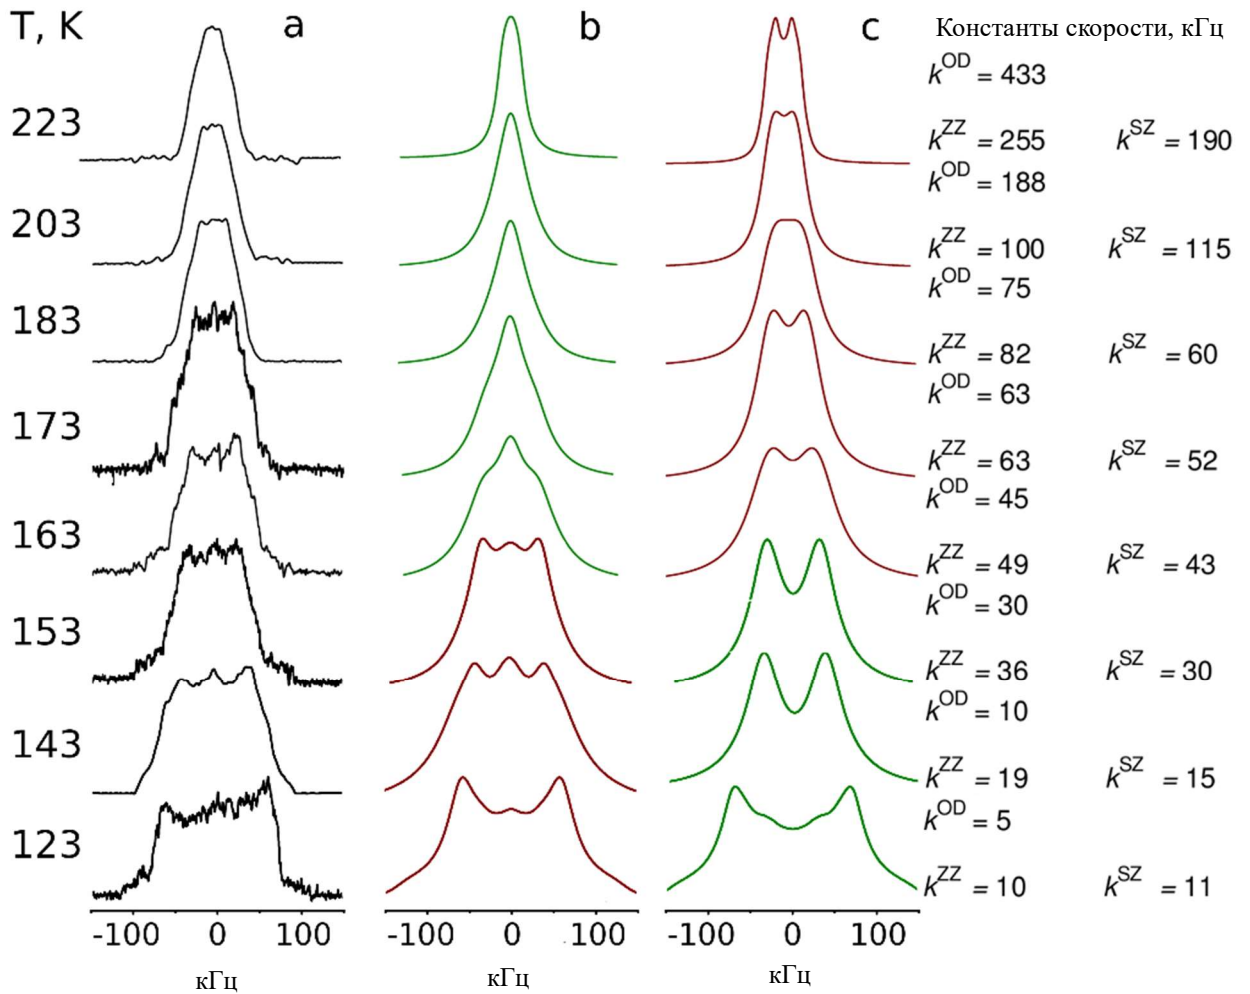 T, K a b c Константы скорости, кГц
k^OD = 433
223 k^ZZ = 255 k^SZ = 190
k^OD = 188
203 k^ZZ = 100 k^SZ = 115
k^OD = 75
183 k^ZZ = 82 k^SZ = 60
k^OD = 63
173 k^ZZ = 63 k^SZ = 52
k^OD = 45
163 k^ZZ = 49 k^SZ = 43
k^OD = 30
153 k^ZZ = 36 k^SZ = 30
k^OD = 10
143 k^ZZ = 19 k^SZ = 15
k^OD = 5
123 k^ZZ = 10 k^SZ = 11
-100 0 100 -100 0 100 -100 0 100
кГц кГц кГц